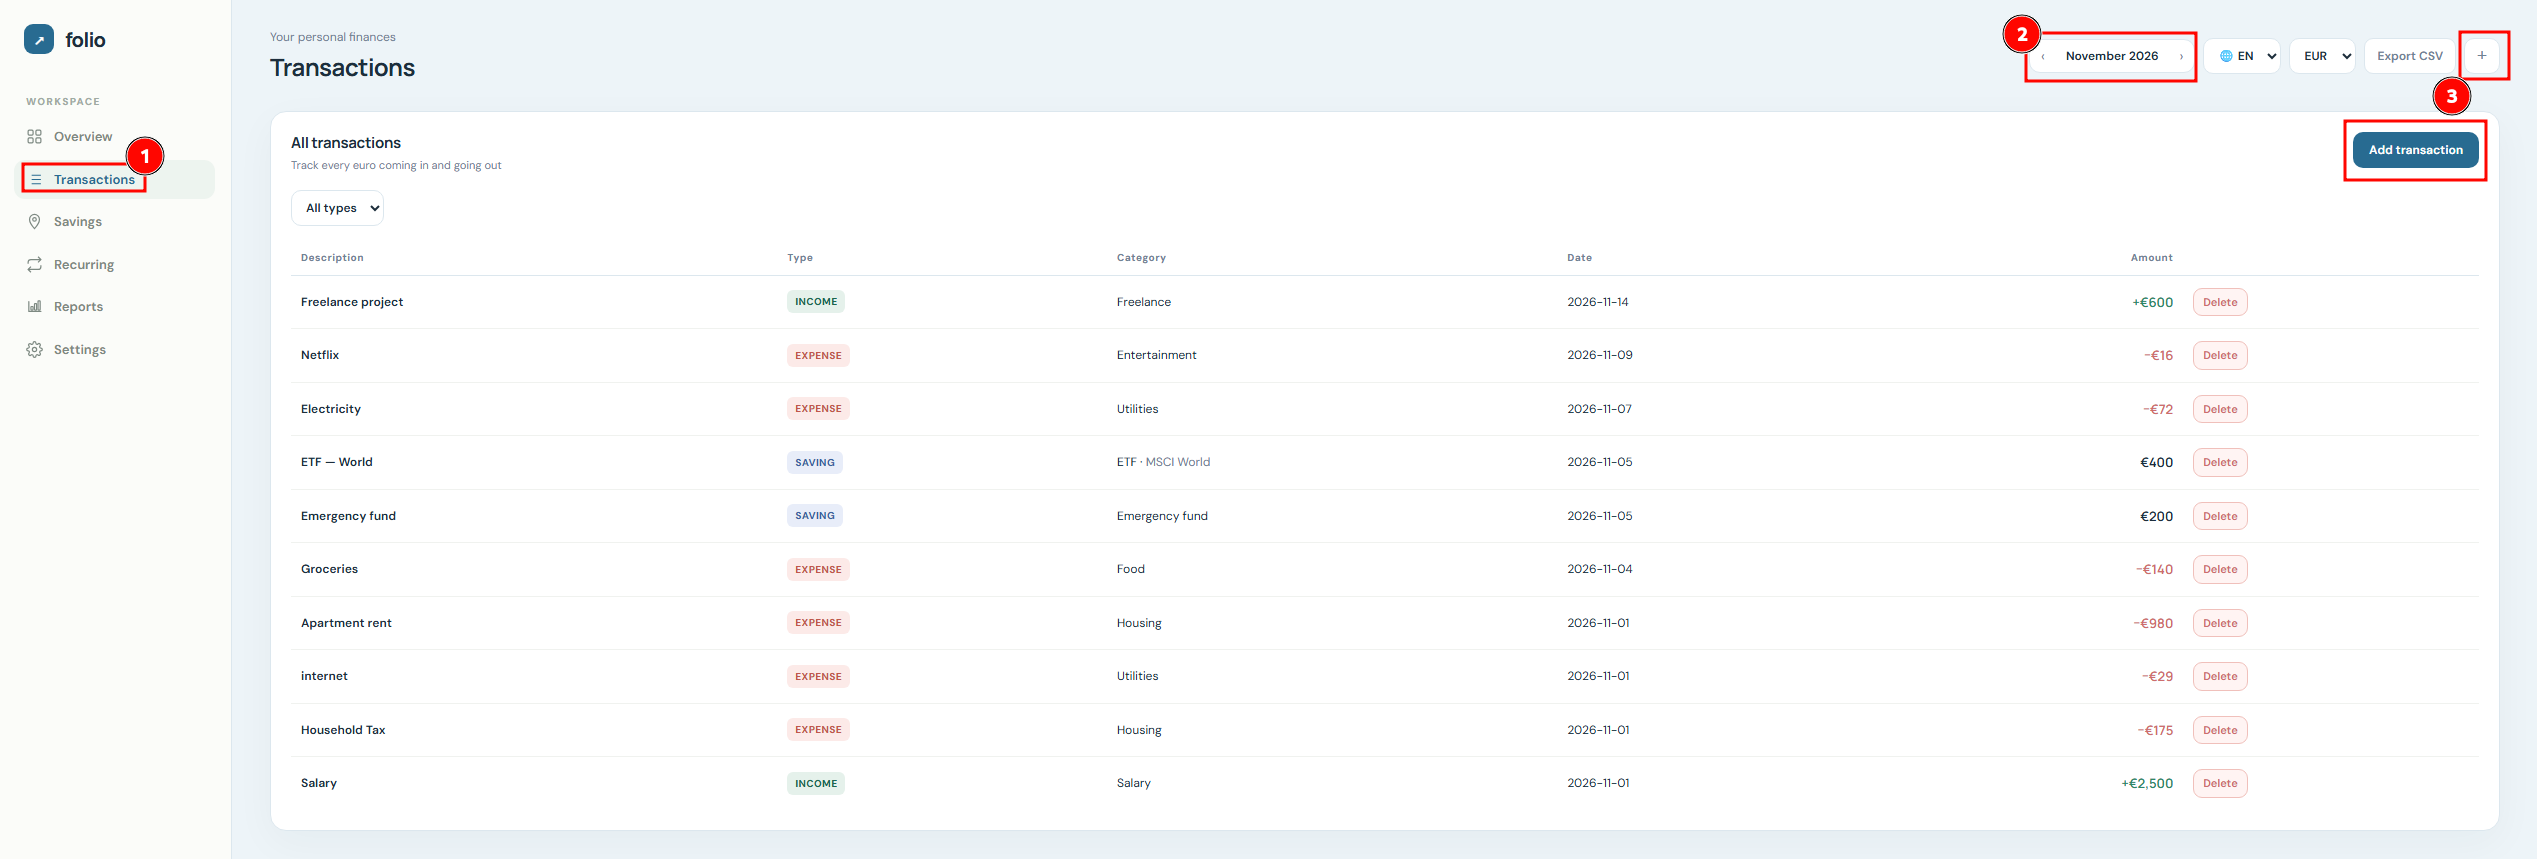 folio
WORKSPACE
Overview
1
Transactions
Savings
Recurring
Reports
Settings
Your personal finances
Transactions
2
‹ November 2026 ›
🌐 EN
EUR
Export CSV
+
3
All transactions
Track every euro coming in and going out
Add transaction
All types
Description Type Category Date Amount
Freelance project INCOME Freelance 2026-11-14 +€600 Delete
Netflix EXPENSE Entertainment 2026-11-09 -€16 Delete
Electricity EXPENSE Utilities 2026-11-07 -€72 Delete
ETF — World SAVING ETF · MSCI World 2026-11-05 €400 Delete
Emergency fund SAVING Emergency fund 2026-11-05 €200 Delete
Groceries EXPENSE Food 2026-11-04 -€140 Delete
Apartment rent EXPENSE Housing 2026-11-01 -€980 Delete
internet EXPENSE Utilities 2026-11-01 -€29 Delete
Household Tax EXPENSE Housing 2026-11-01 -€175 Delete
Salary INCOME Salary 2026-11-01 +€2,500 Delete